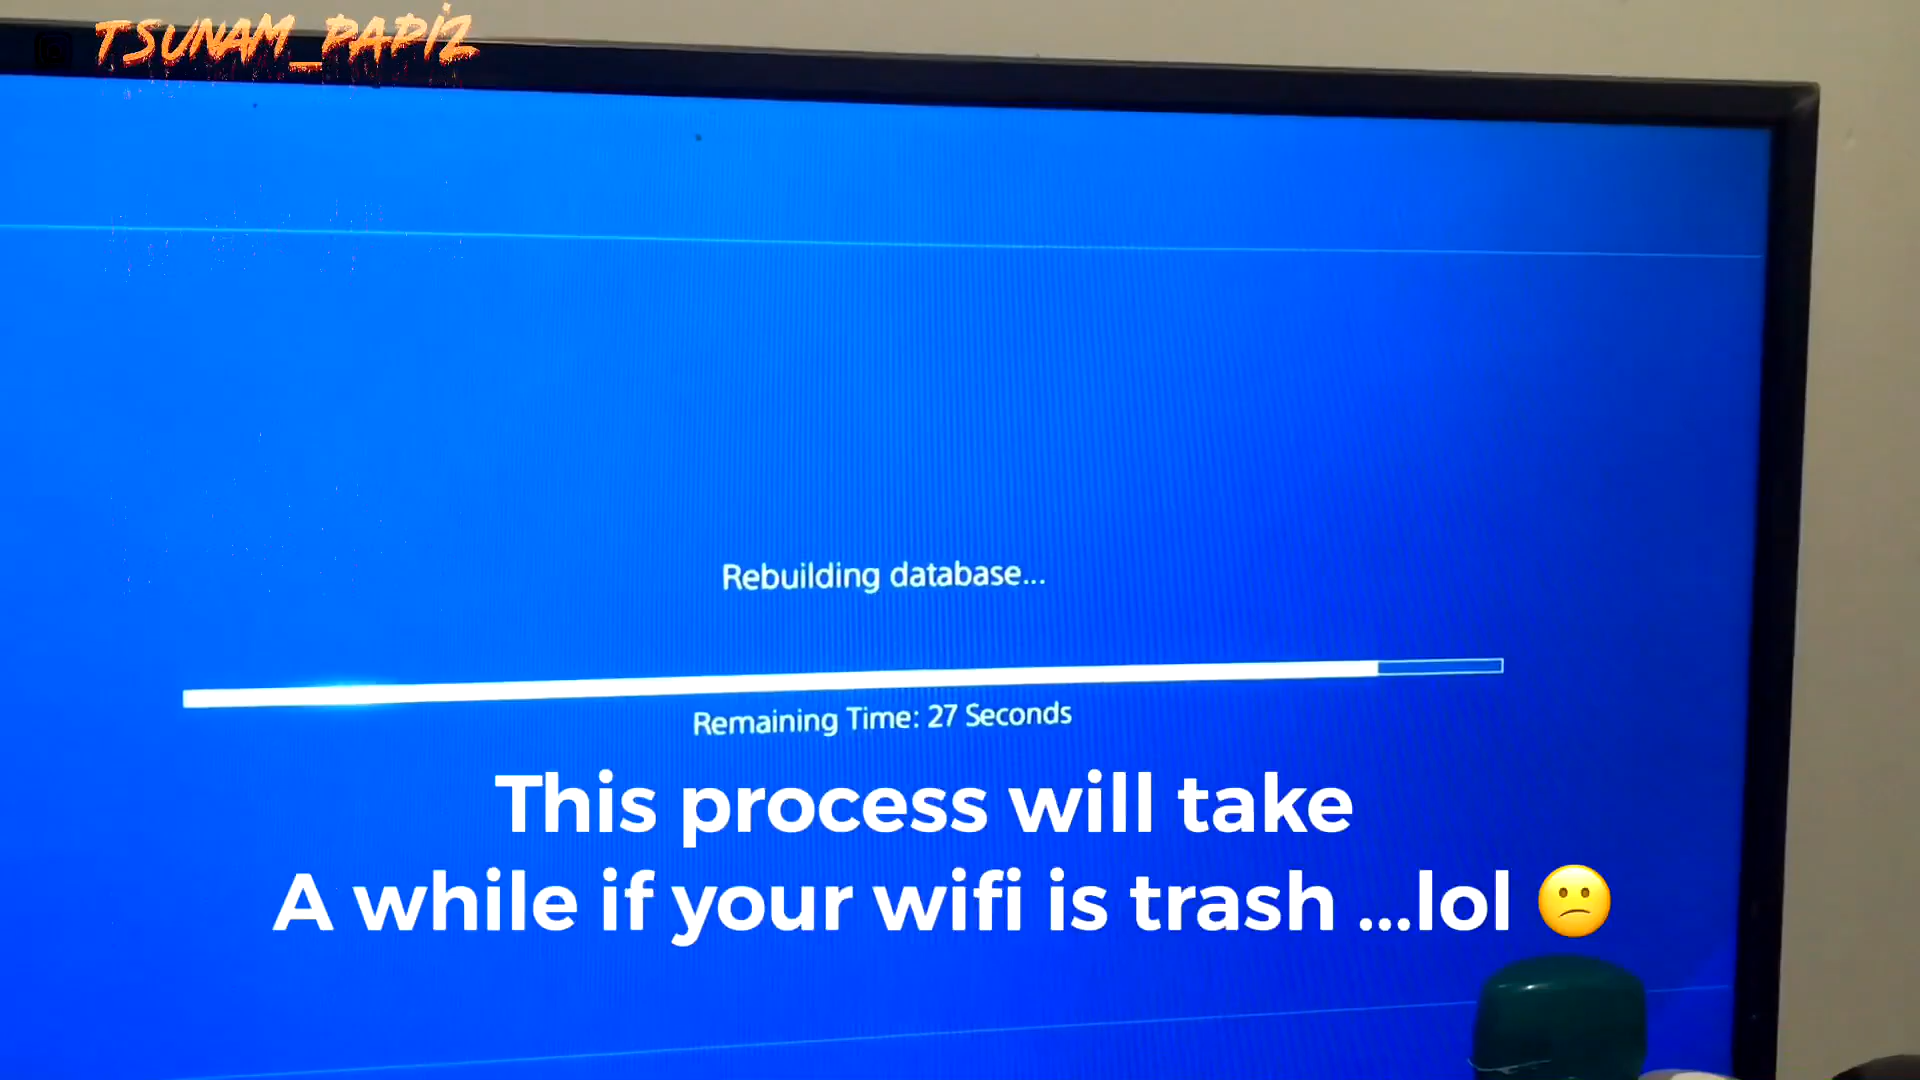 TSUNAM_PAPiZ
Rebuilding database...
Remaining Time: 27 Seconds
This process will take
A while if your wifi is trash ...lol 😕